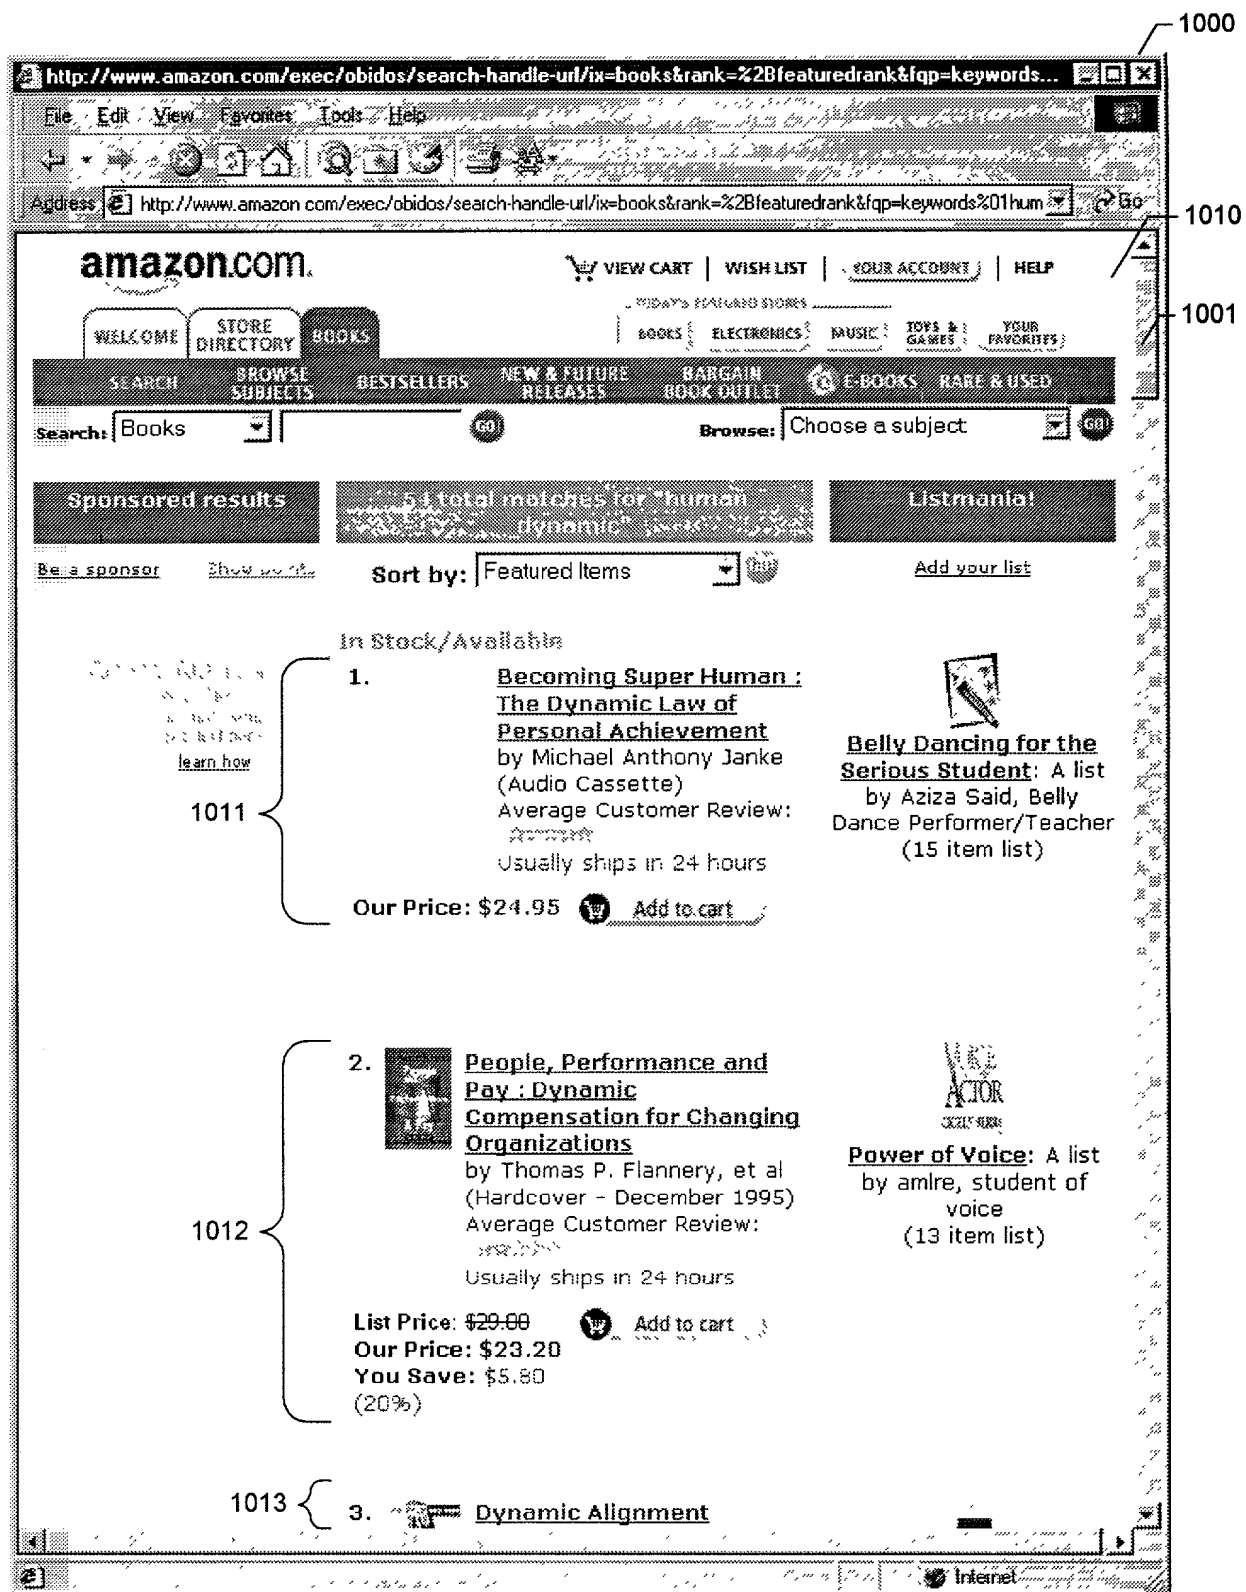 1000
http://www.amazon.com/exec/obidos/search-handle-url/ix=books&rank=%2Bfeaturedrank&fqp=keywords...
File Edit View Favorites Tools Help
Address http://www.amazon.com/exec/obidos/search-handle-url/ix=books&rank=%2Bfeaturedrank&fqp=keywords%01hum Go
1010
amazon.com.
VIEW CART | WISH LIST | YOUR ACCOUNT | HELP
TODAY'S FEATURED STORES
1001
WELCOME STORE DIRECTORY BOOKS
BOOKS ELECTRONICS MUSIC TOYS & GAMES YOUR FAVORITES
SEARCH BROWSE SUBJECTS BESTSELLERS NEW & FUTURE RELEASES BARGAIN BOOK OUTLET E-BOOKS RARE & USED
Search: Books GO Browse: Choose a subject GO
Sponsored results
total matches for "human dynamic"
Listmania!
Be a sponsor
Sort by: Featured Items
Add your list
In Stock/Available
learn how
1011
1. Becoming Super Human :
The Dynamic Law of
Personal Achievement
by Michael Anthony Janke
(Audio Cassette)
Average Customer Review:
Usually ships in 24 hours
Our Price: $24.95 Add to cart
Belly Dancing for the
Serious Student: A list
by Aziza Said, Belly
Dance Performer/Teacher
(15 item list)
1012
2. People, Performance and
Pay : Dynamic
Compensation for Changing
Organizations
by Thomas P. Flannery, et al
(Hardcover - December 1995)
Average Customer Review:
Usually ships in 24 hours
List Price: $29.00 Add to cart
Our Price: $23.20
You Save: $5.80
(20%)
ACTOR
Power of Voice: A list
by amlre, student of
voice
(13 item list)
1013
3. Dynamic Alignment
Internet